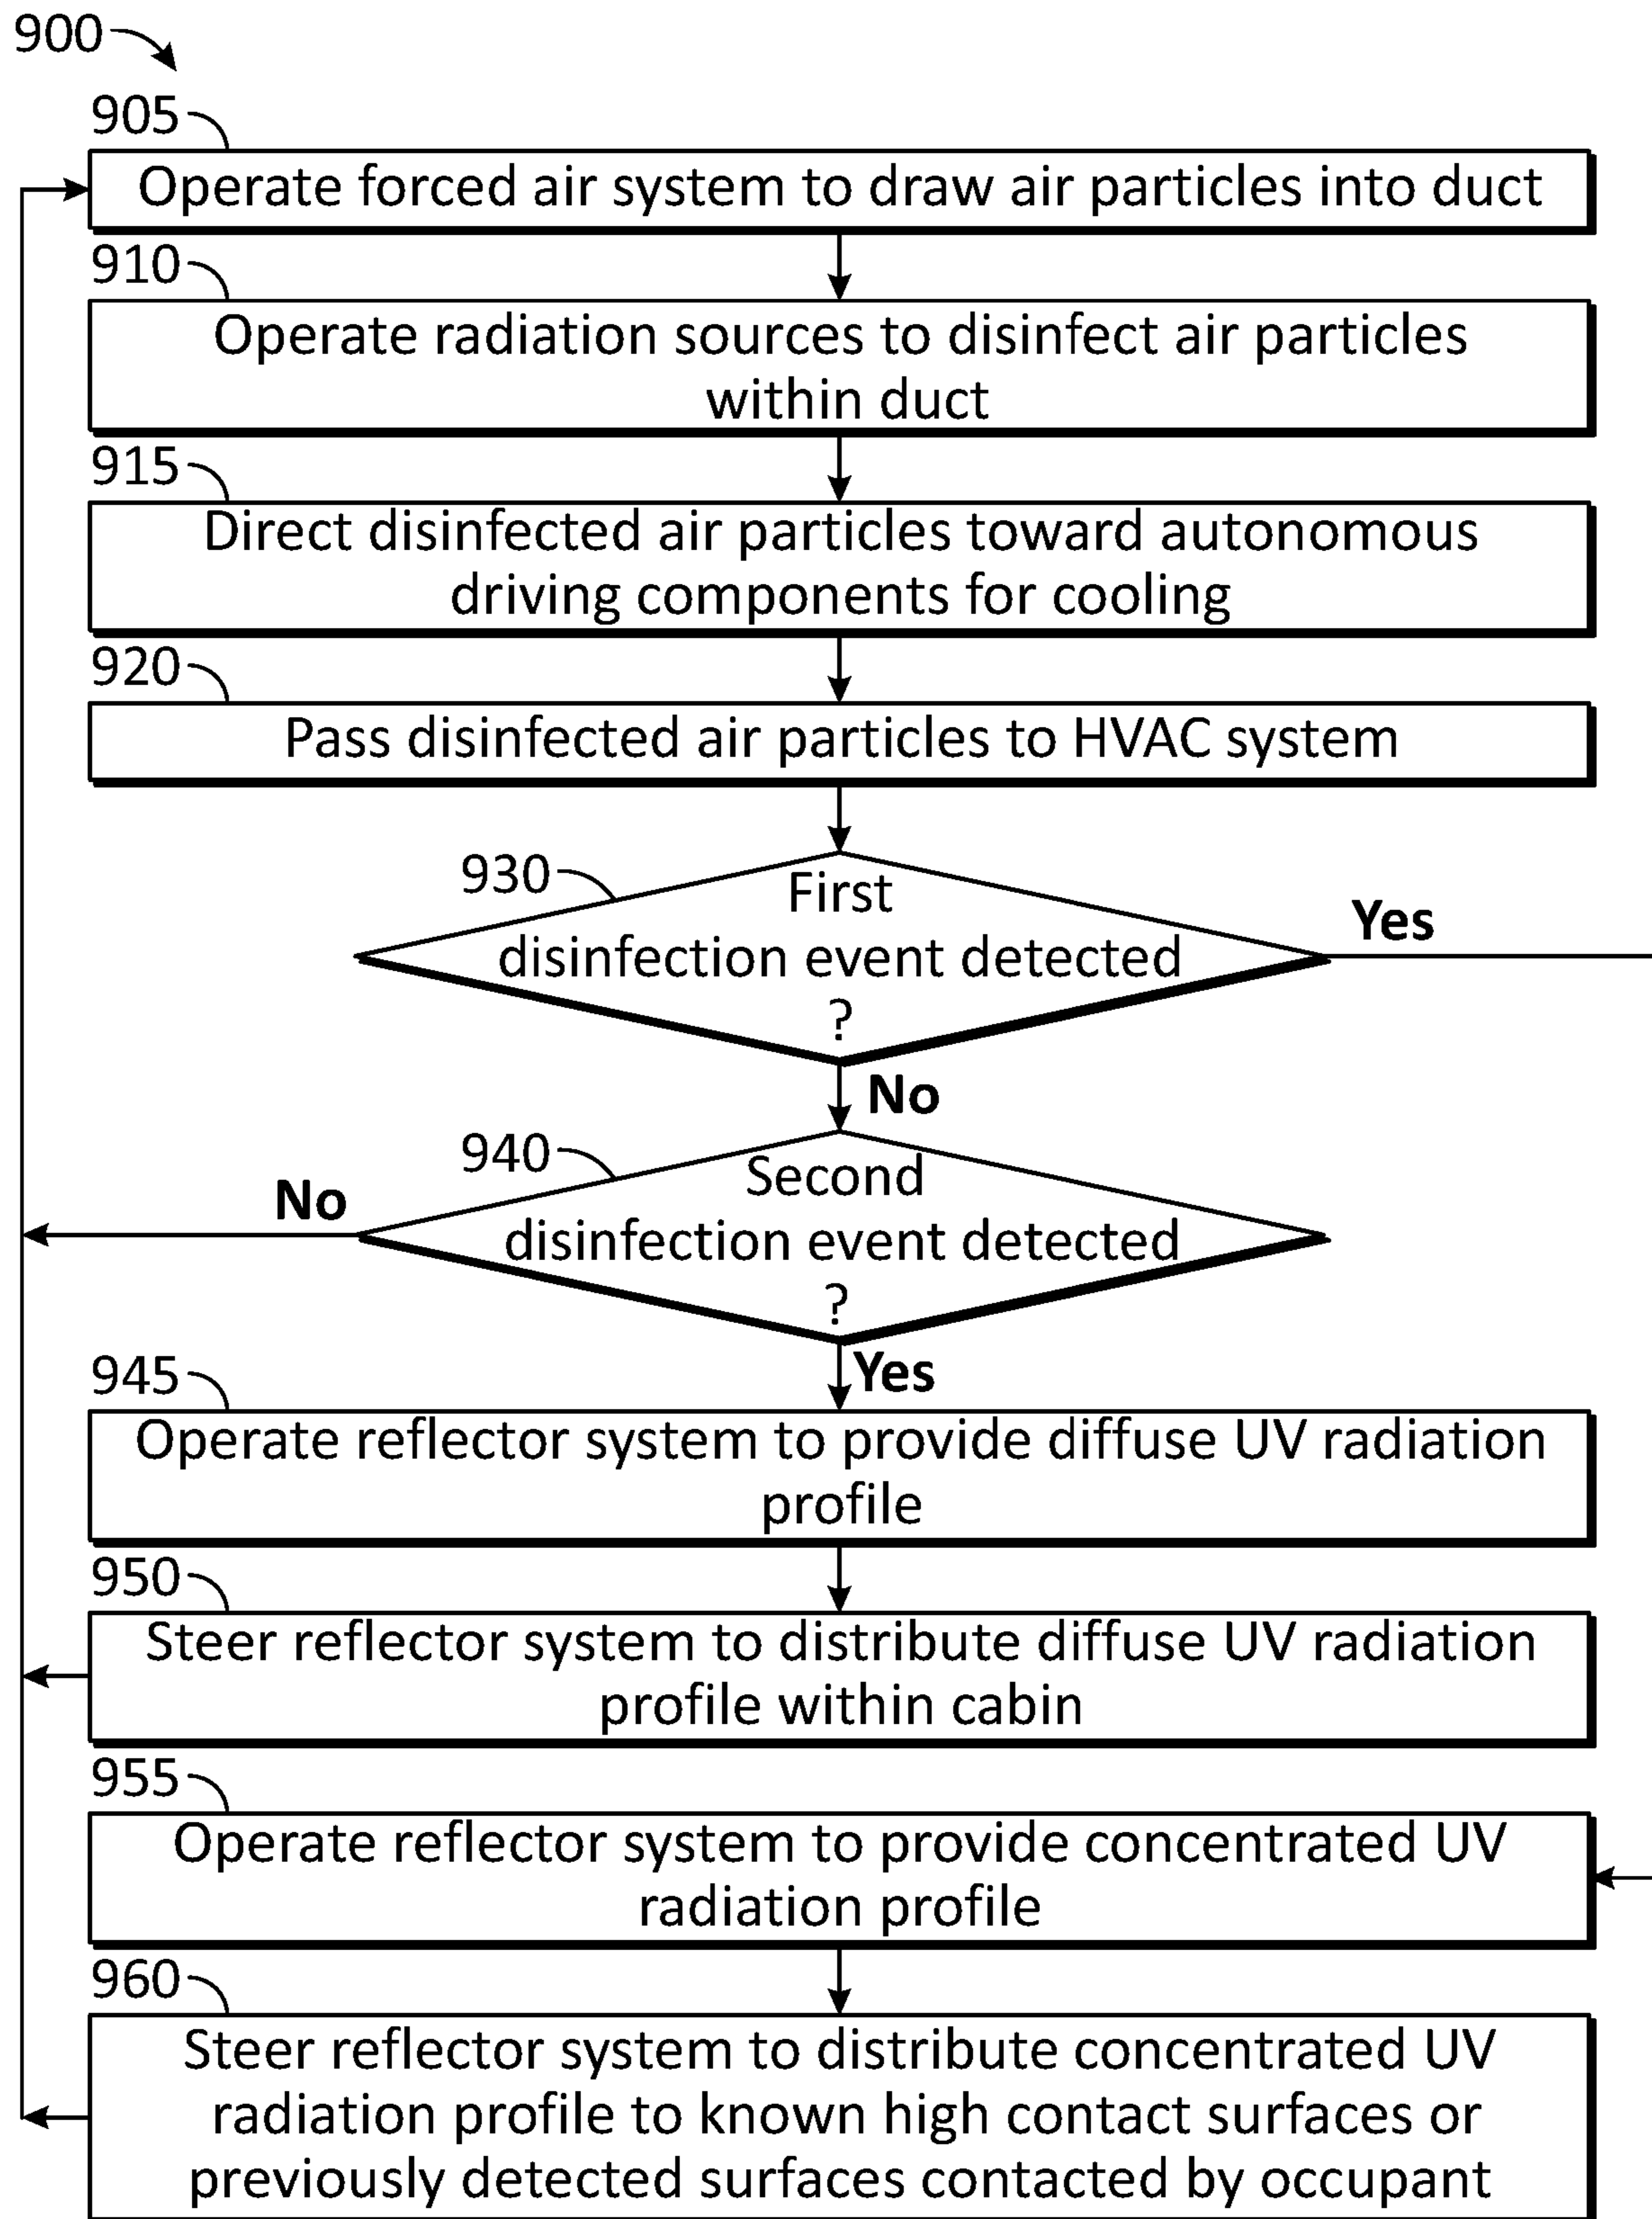 900
905
Operate forced air system to draw air particles into duct
910
Operate radiation sources to disinfect air particles
within duct
915
Direct disinfected air particles toward autonomous
driving components for cooling
920
Pass disinfected air particles to HVAC system
930
First
disinfection event detected
?
Yes
No
940
Second
disinfection event detected
?
No
Yes
945
Operate reflector system to provide diffuse UV radiation
profile
950
Steer reflector system to distribute diffuse UV radiation
profile within cabin
955
Operate reflector system to provide concentrated UV
radiation profile
960
Steer reflector system to distribute concentrated UV
radiation profile to known high contact surfaces or
previously detected surfaces contacted by occupant